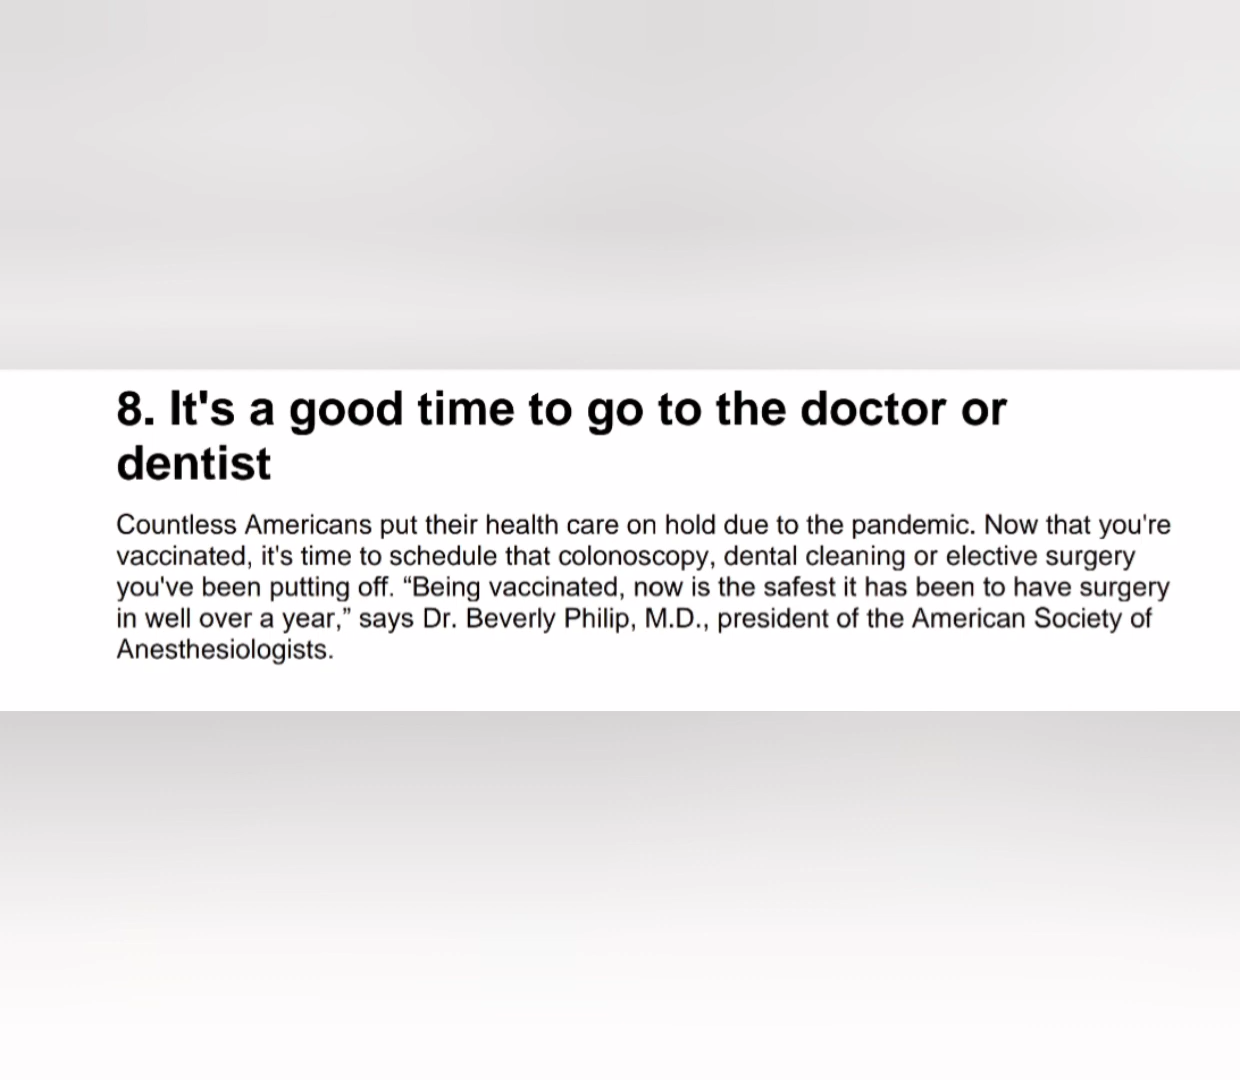 8. It's a good time to go to the doctor or
dentist
Countless Americans put their health care on hold due to the pandemic. Now that you're
vaccinated, it's time to schedule that colonoscopy, dental cleaning or elective surgery
you've been putting off. “Being vaccinated, now is the safest it has been to have surgery
in well over a year,” says Dr. Beverly Philip, M.D., president of the American Society of
Anesthesiologists.